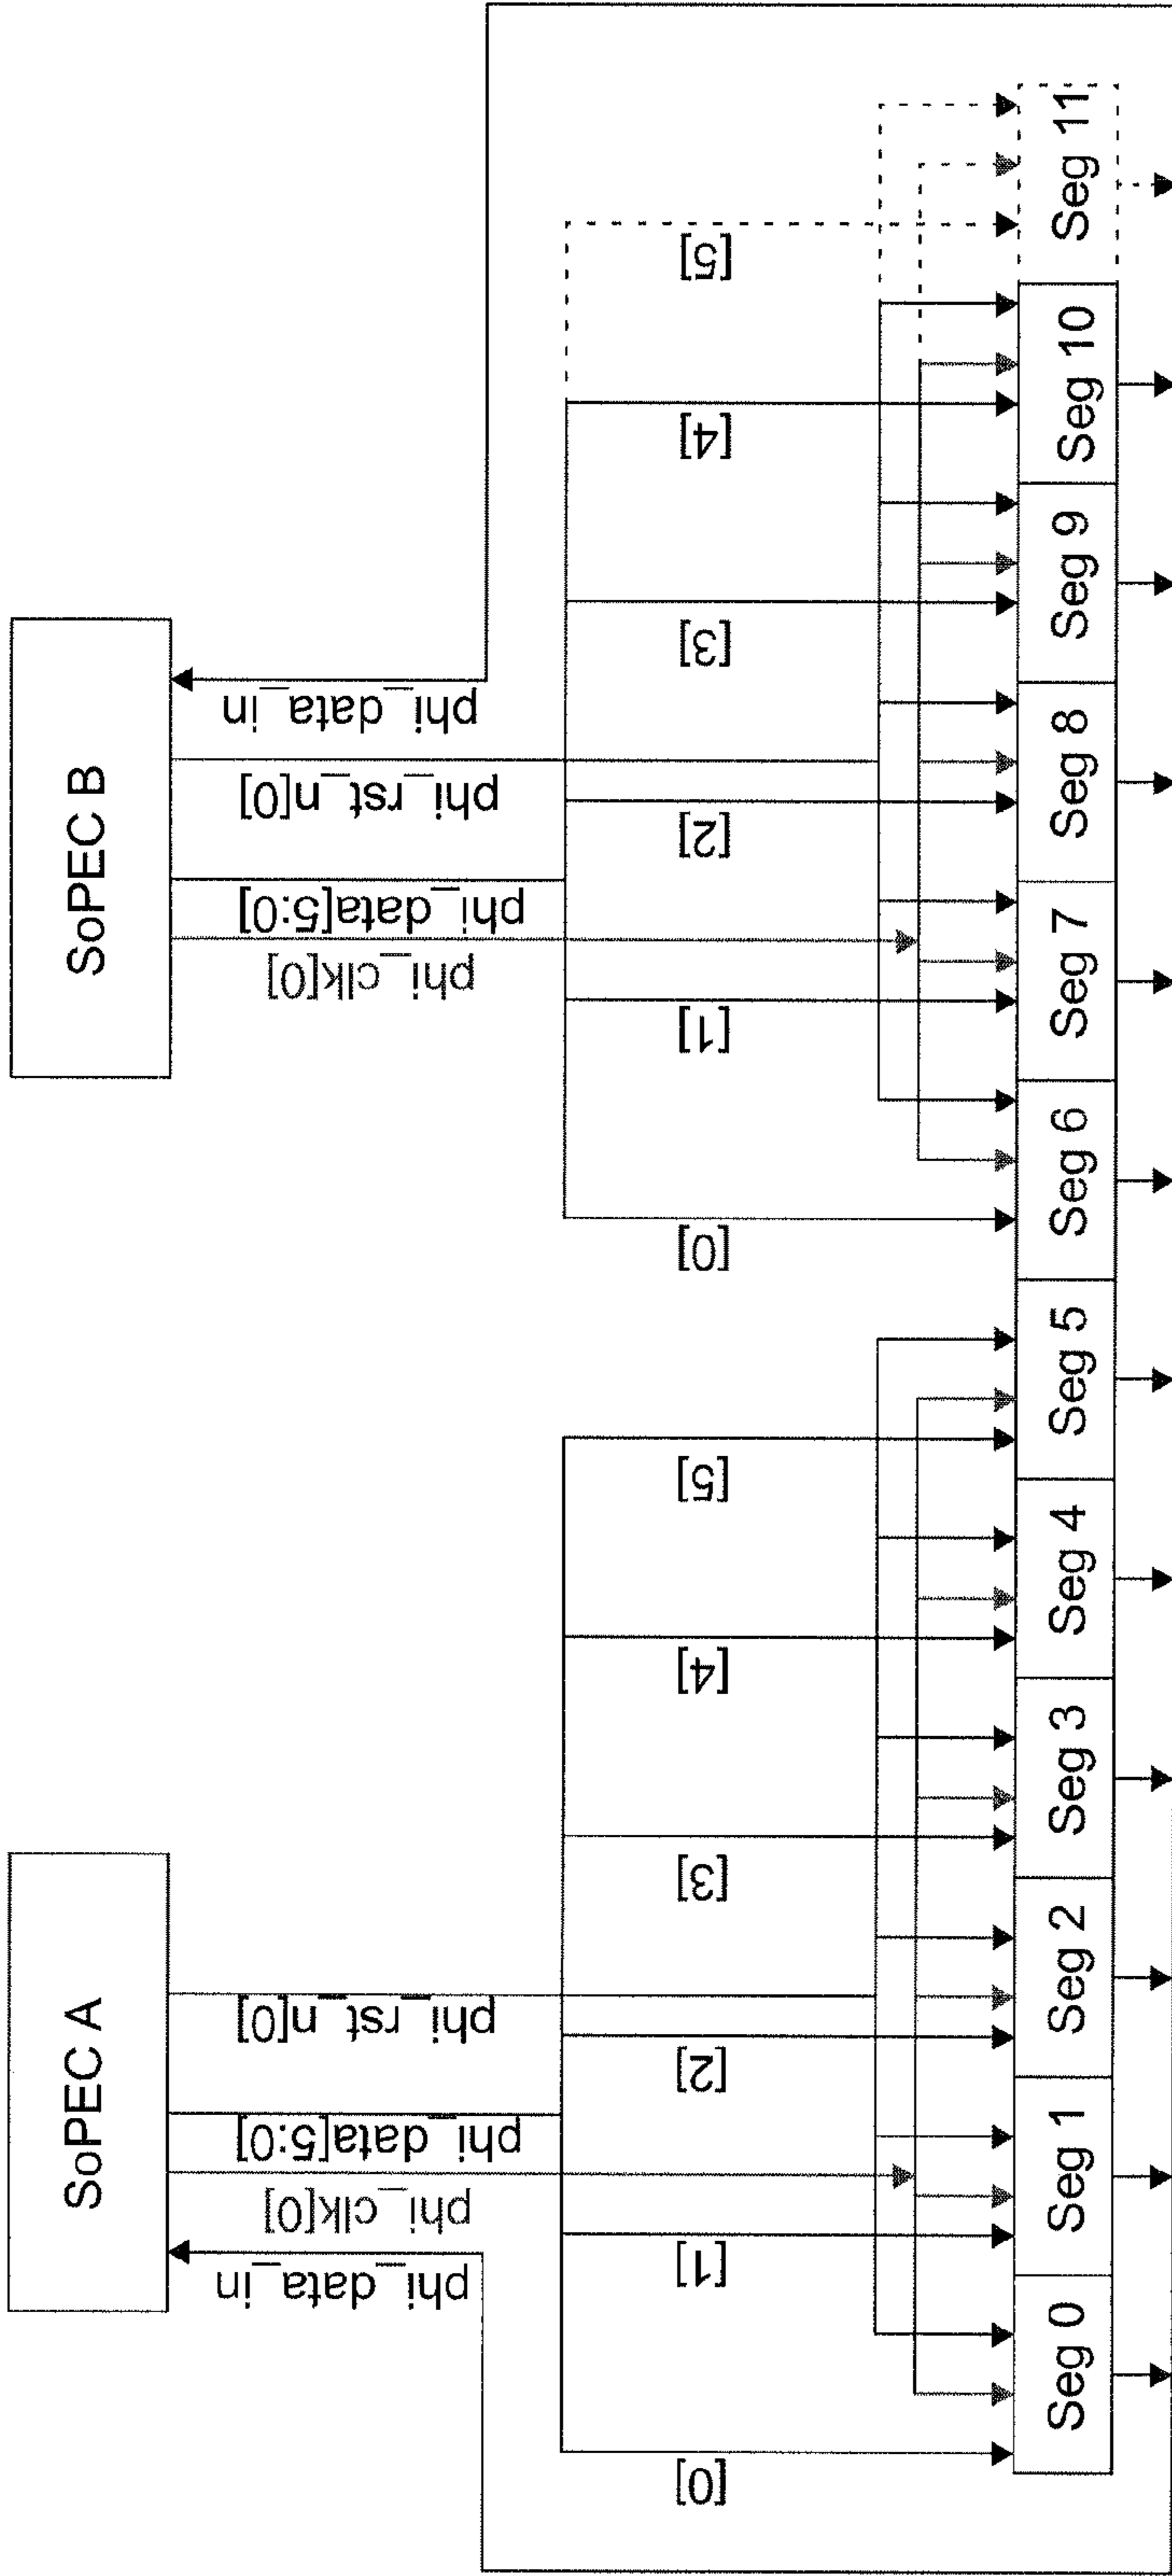 SoPEC A
SoPEC B
phi_data_in
phi_clk[0]
phi_data[5:0]
phi_rst_n[0]
phi_clk[0]
phi_data[5:0]
phi_rst_n[0]
phi_data_in
[0]
[1]
[2]
[3]
[4]
[5]
[0]
[1]
[2]
[3]
[4]
[5]
Seg 0
Seg 1
Seg 2
Seg 3
Seg 4
Seg 5
Seg 6
Seg 7
Seg 8
Seg 9
Seg 10
Seg 11